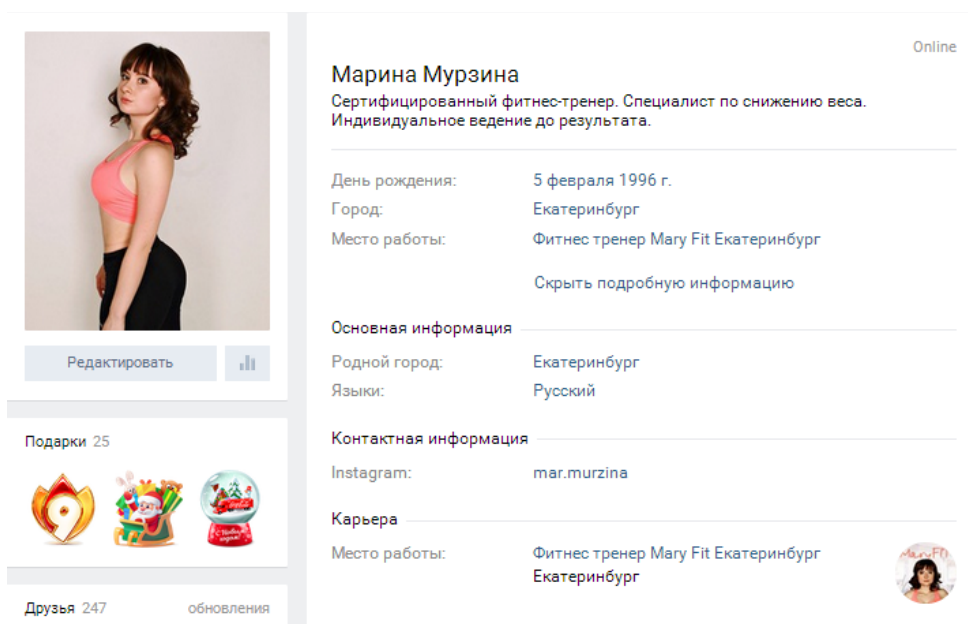 Online
Марина Мурзина
Сертифицированный фитнес-тренер. Специалист по снижению веса.
Индивидуальное ведение до результата.
День рождения: 5 февраля 1996 г.
Город: Екатеринбург
Место работы: Фитнес тренер Mary Fit Екатеринбург
Скрыть подробную информацию
Основная информация
Родной город: Екатеринбург
Языки: Русский
Контактная информация
Instagram: mar.murzina
Карьера
Место работы: Фитнес тренер Mary Fit Екатеринбург
Екатеринбург
Редактировать
Подарки 25
9
С Новым
годом!
Друзья 247 обновления